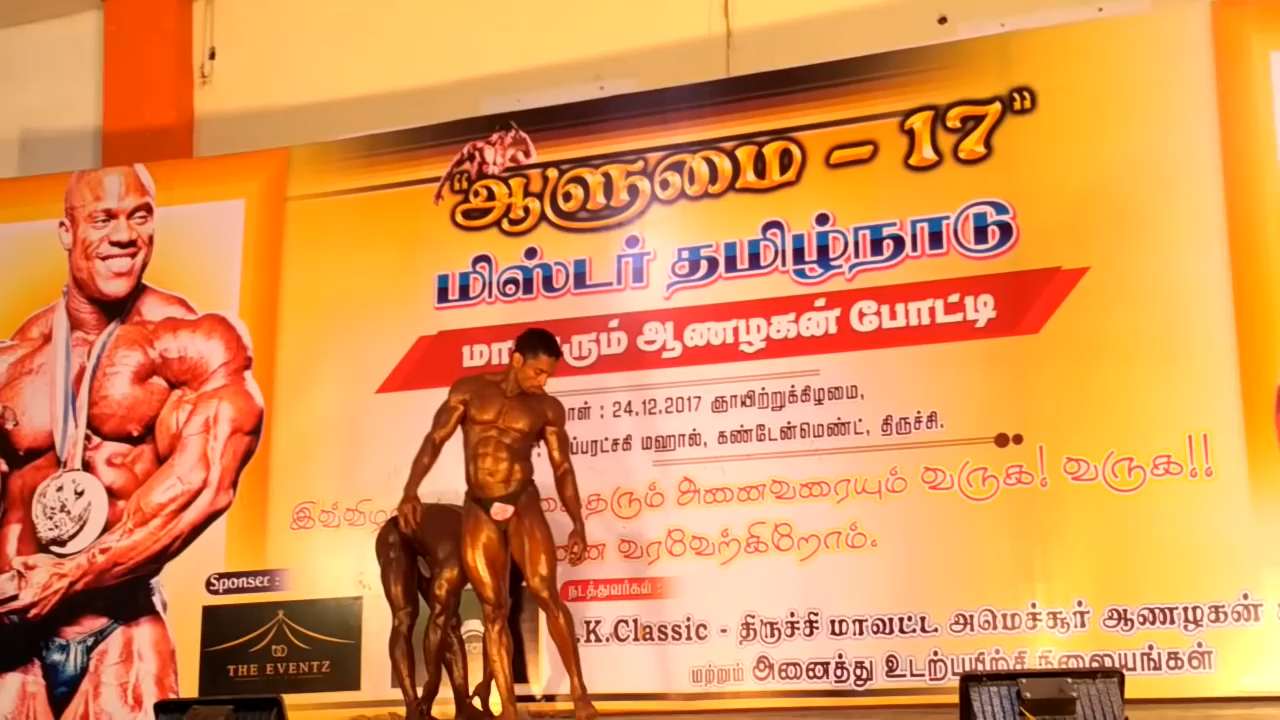 "ஆளுமை - 17"
மிஸ்டர் தமிழ்நாடு
ஆணழகன் போட்டி
: 24.12.2017 ஞாயிற்றுக்கிழமை,
மஹால், கண்டேன்மெண்ட், திருச்சி.
அனைவரையும் வருக! வருக!!
வரவேற்கிறோம்.
Sponser :
நடத்துவர்கள் :
THE EVENTZ
.K.Classic - திருச்சி மாவட்ட அமெச்சூர் ஆணழகன்
மற்றும் அனைத்து உடற்பயிற்சி நிலையங்கள்